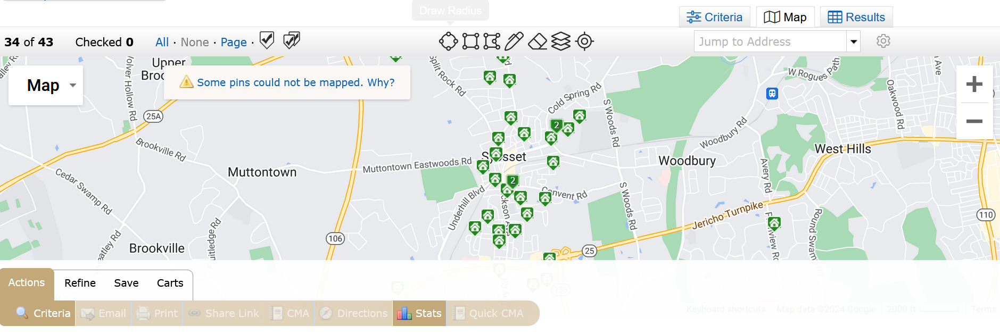 Draw Radius
Criteria
Map
Results
34 of 43
Checked 0
All · None · Page ·
Jump to Address
Map
Some pins could not be mapped. Why?
Upper
Split Rock Rd
Cold Spring Rd
W Rogues Path
Oakwood Rd
Ave
25A
S Woods Rd
Woodbury Rd
Brookville Rd
West Hills
Muttontown Eastwoods Rd
Woodbury
Muttontown
Cedar Swamp Rd
Underhill Blvd
Convent Rd
S Woods Rd
Avery Rd
Jericho Turnpike
110
106
25
Brookville
135
Actions
Refine
Save
Carts
Criteria
Email
Print
Share Link
CMA
Directions
Stats
Quick CMA
Keyboard shortcuts
Map data ©2024 Google
2000 ft
Terms
2
2